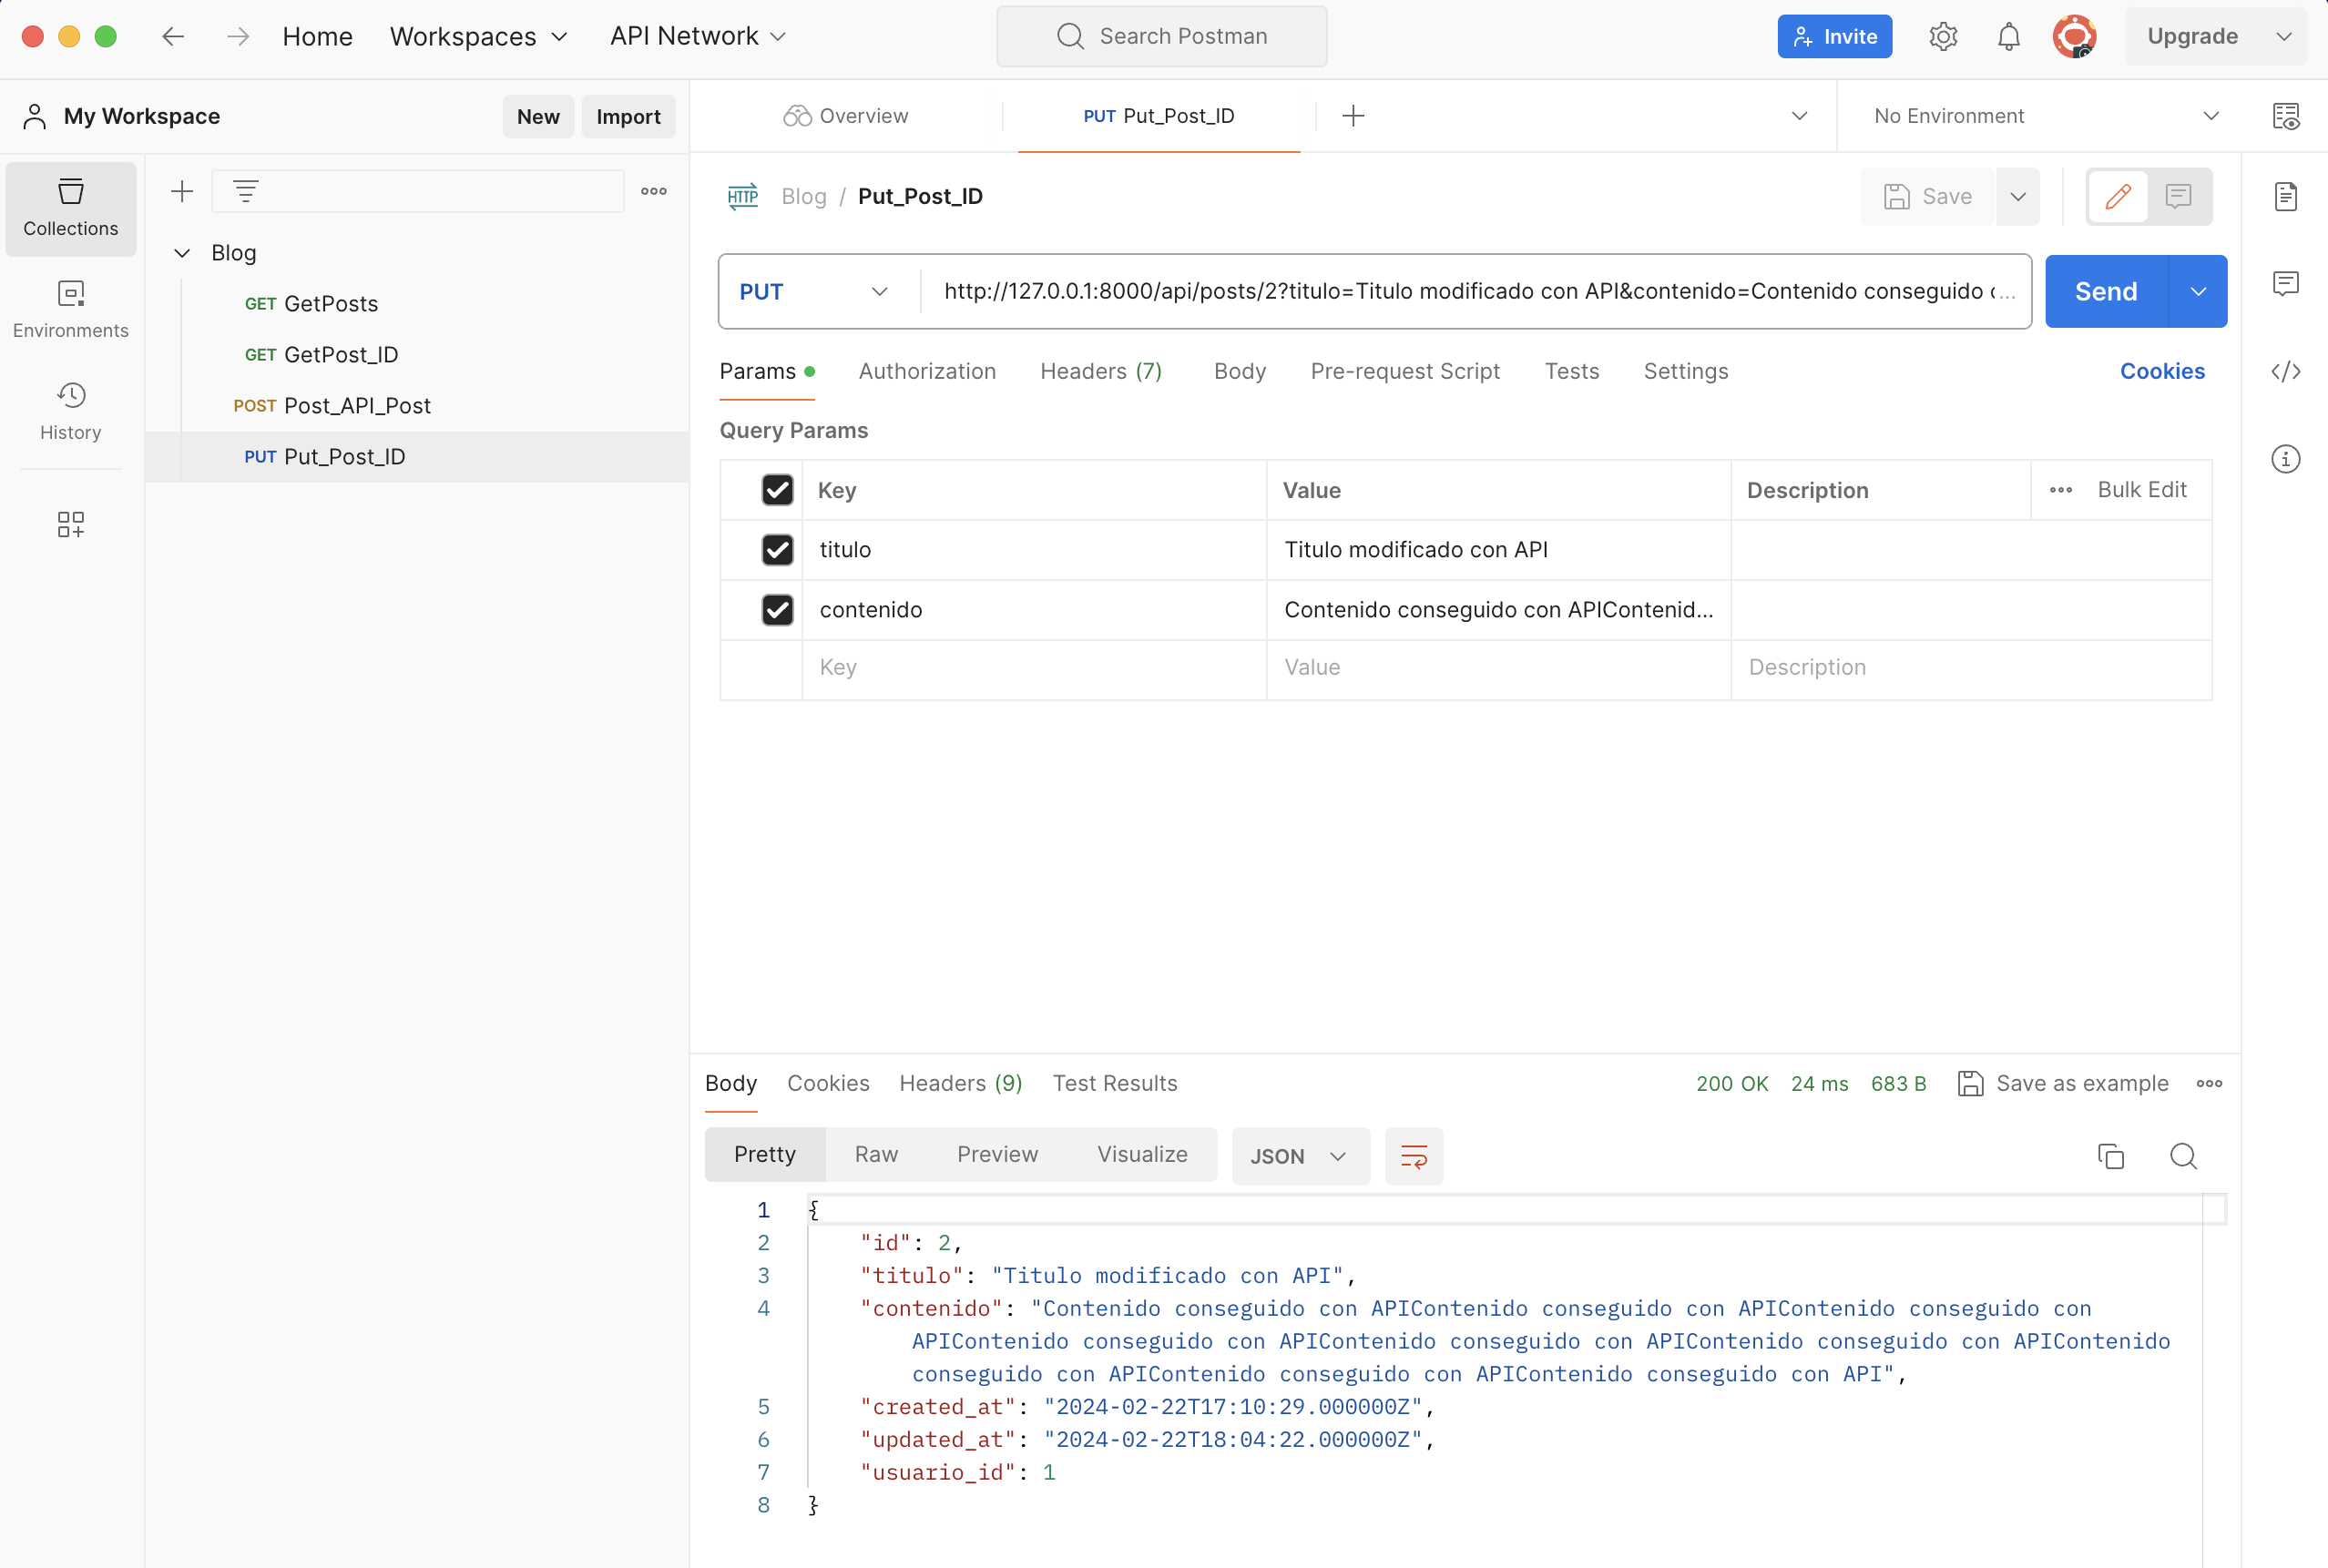 Home Workspaces API Network Search Postman Invite Upgrade
My Workspace New Import
Overview PUT Put_Post_ID No Environment
Collections
Environments
History
Blog
GET GetPosts
GET GetPost_ID
POST Post_API_Post
PUT Put_Post_ID
HTTP Blog / Put_Post_ID Save
PUT http://127.0.0.1:8000/api/posts/2?titulo=Titulo modificado con API&contenido=Contenido conseguido c... Send
Params Authorization Headers (7) Body Pre-request Script Tests Settings Cookies
Query Params
Key Value Description Bulk Edit
titulo Titulo modificado con API
contenido Contenido conseguido con APIContenid...
Key Value Description
Body Cookies Headers (9) Test Results 200 OK 24 ms 683 B Save as example
Pretty Raw Preview Visualize JSON
1 {
2 "id": 2,
3 "titulo": "Titulo modificado con API",
4 "contenido": "Contenido conseguido con APIContenido conseguido con APIContenido conseguido con
APIContenido conseguido con APIContenido conseguido con APIContenido conseguido con APIContenido
conseguido con APIContenido conseguido con APIContenido conseguido con API",
5 "created_at": "2024-02-22T17:10:29.000000Z",
6 "updated_at": "2024-02-22T18:04:22.000000Z",
7 "usuario_id": 1
8 }